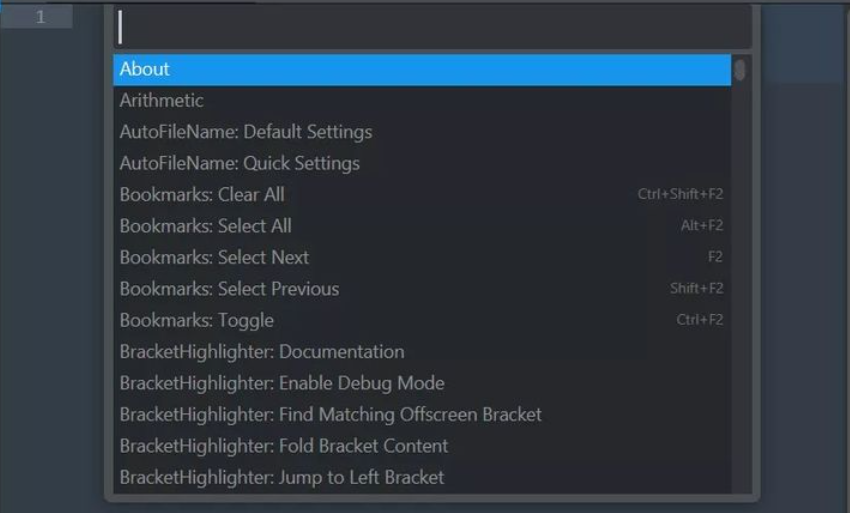 1
About
Arithmetic
AutoFileName: Default Settings
AutoFileName: Quick Settings
Bookmarks: Clear All Ctrl+Shift+F2
Bookmarks: Select All Alt+F2
Bookmarks: Select Next F2
Bookmarks: Select Previous Shift+F2
Bookmarks: Toggle Ctrl+F2
BracketHighlighter: Documentation
BracketHighlighter: Enable Debug Mode
BracketHighlighter: Find Matching Offscreen Bracket
BracketHighlighter: Fold Bracket Content
BracketHighlighter: Jump to Left Bracket